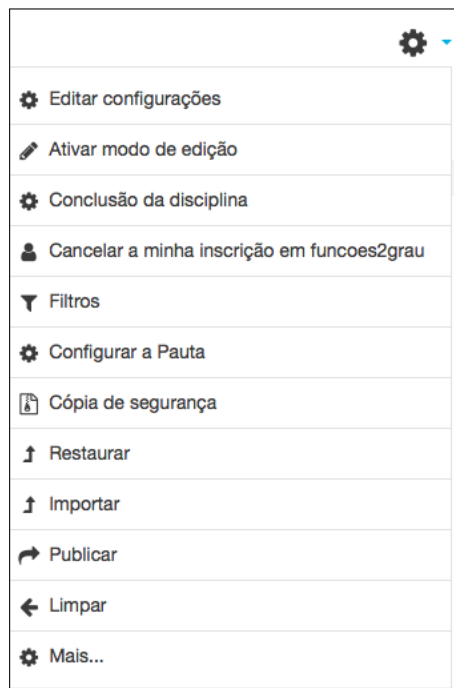 Editar configurações
Ativar modo de edição
Conclusão da disciplina
Cancelar a minha inscrição em funcoes2grau
Filtros
Configurar a Pauta
Cópia de segurança
Restaurar
Importar
Publicar
Limpar
Mais...